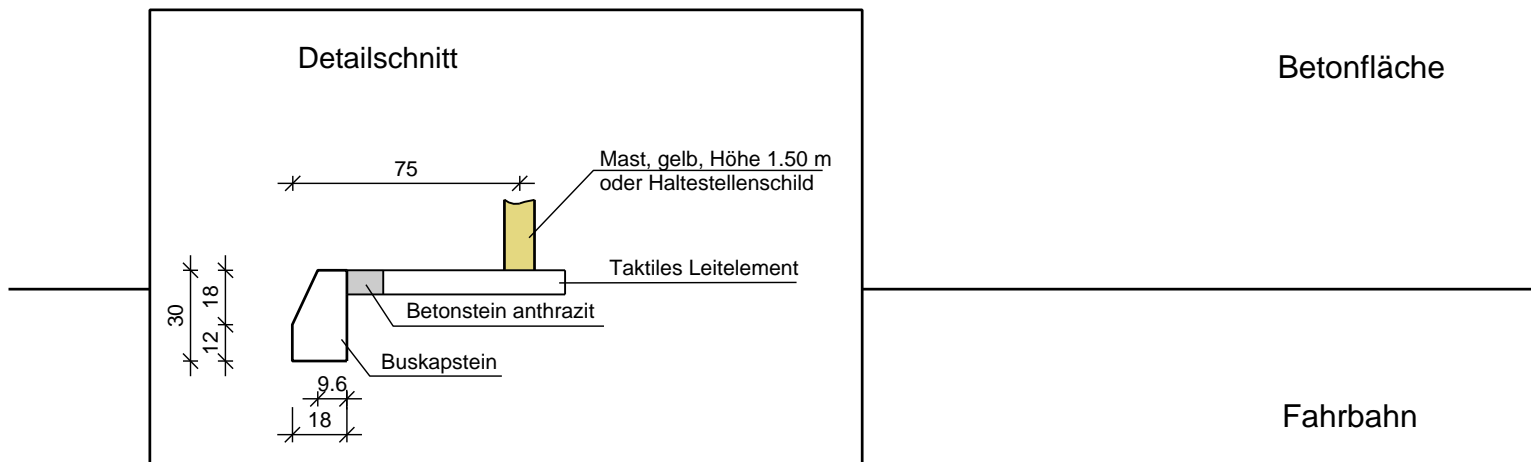 Detailschnitt
Betonfläche
75
Mast, gelb, Höhe 1.50 m
oder Haltestellenschild
Taktiles Leitelement
30
18
12
Betonstein anthrazit
Buskapstein
9.6
18
Fahrbahn